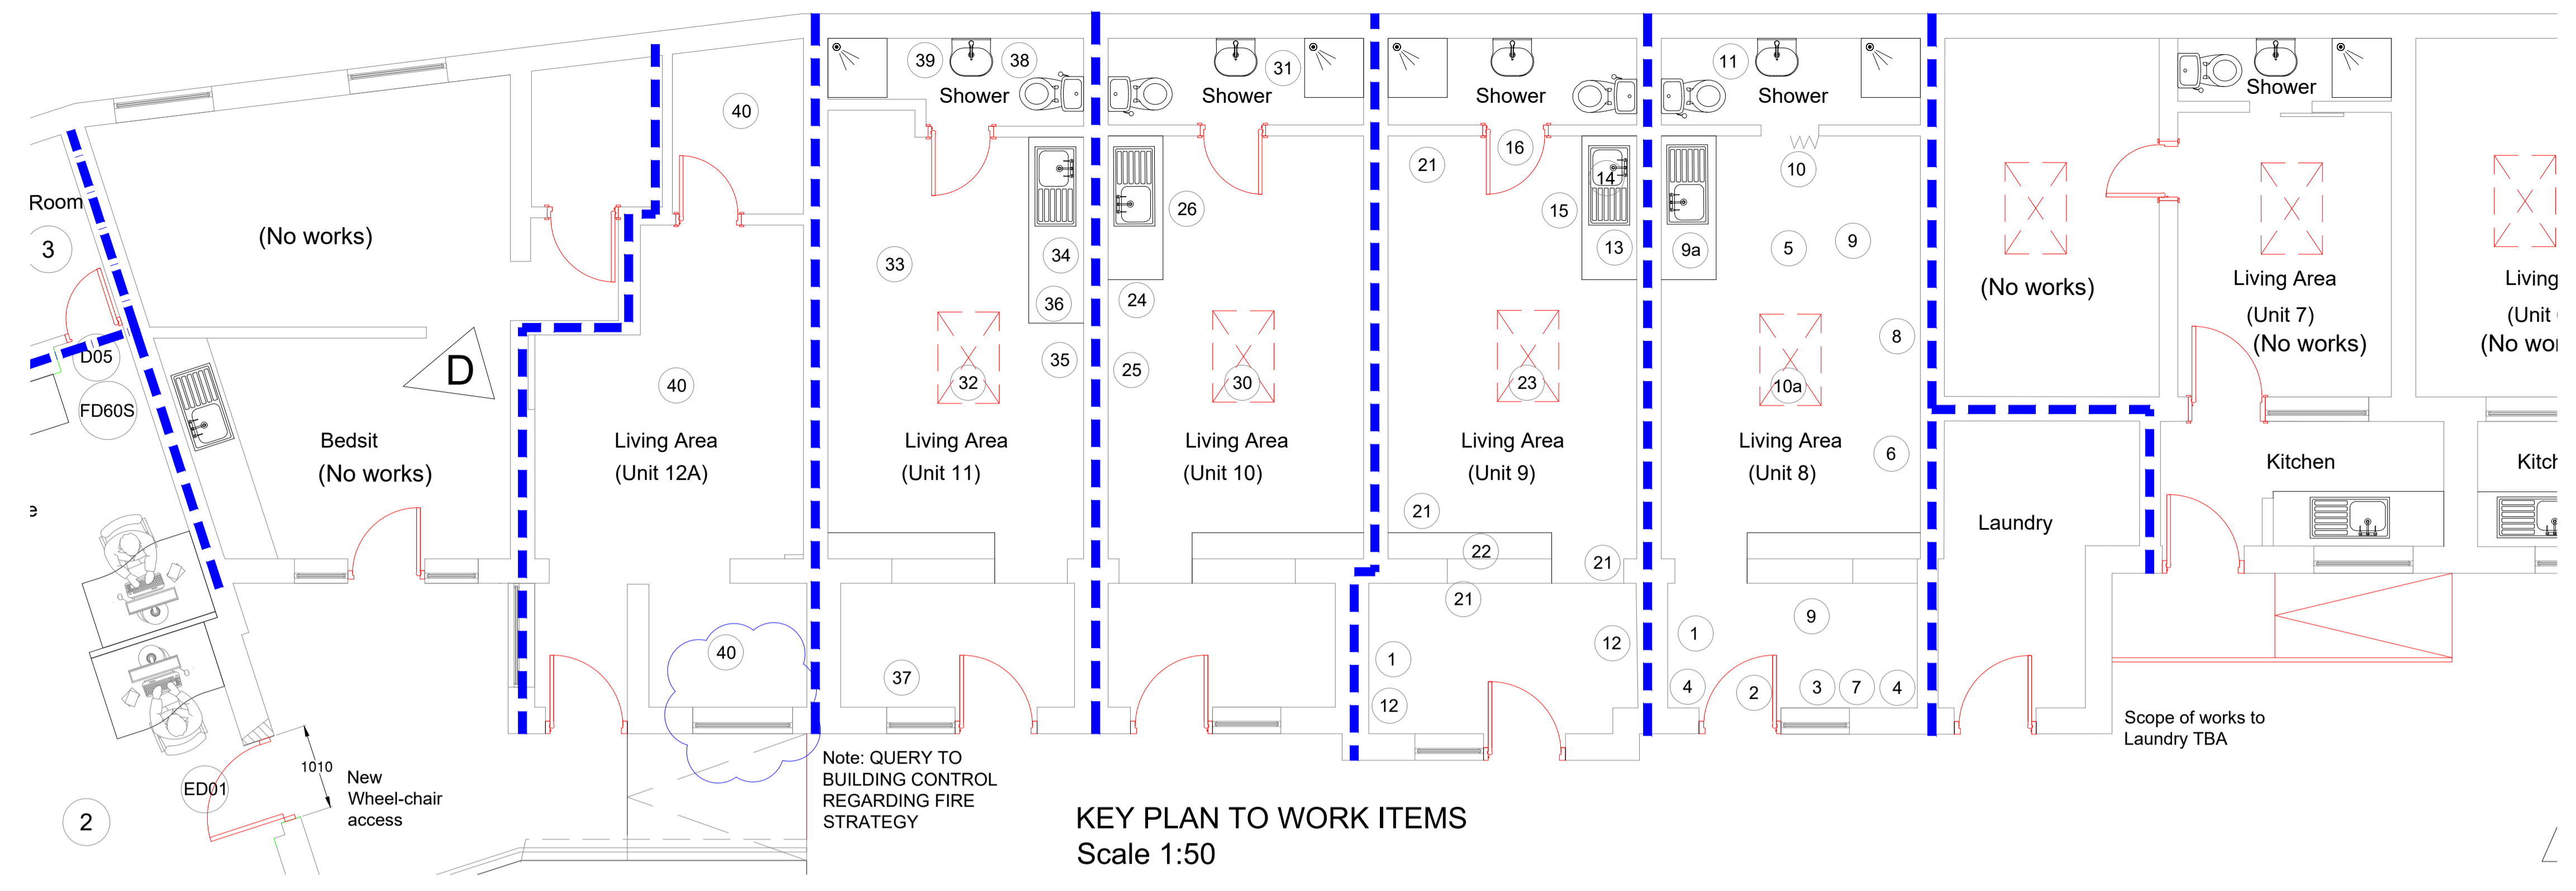 39
38
31
11
Shower
Shower
Shower
Shower
Shower
40
16
21
14
10
Room
3
(No works)
26
15
33
34
13
9a
5
9
36
24
(No works)
Living Area
(Unit 7)
(No works)
Living
(Unit
(No wo
D05
D
35
25
8
FD60S
40
32
30
23
10a
Bedsit
(No works)
Living Area
(Unit 12A)
Living Area
(Unit 11)
Living Area
(Unit 10)
Living Area
(Unit 9)
Living Area
(Unit 8)
6
Kitchen
Kitch
e
21
22
21
21
Laundry
40
37
1
12
12
1
9
4
2
3
7
4
Scope of works to
Laundry TBA
ED01
1010
New
Wheel-chair
access
2
Note: QUERY TO
BUILDING CONTROL
REGARDING FIRE
STRATEGY
KEY PLAN TO WORK ITEMS
Scale 1:50